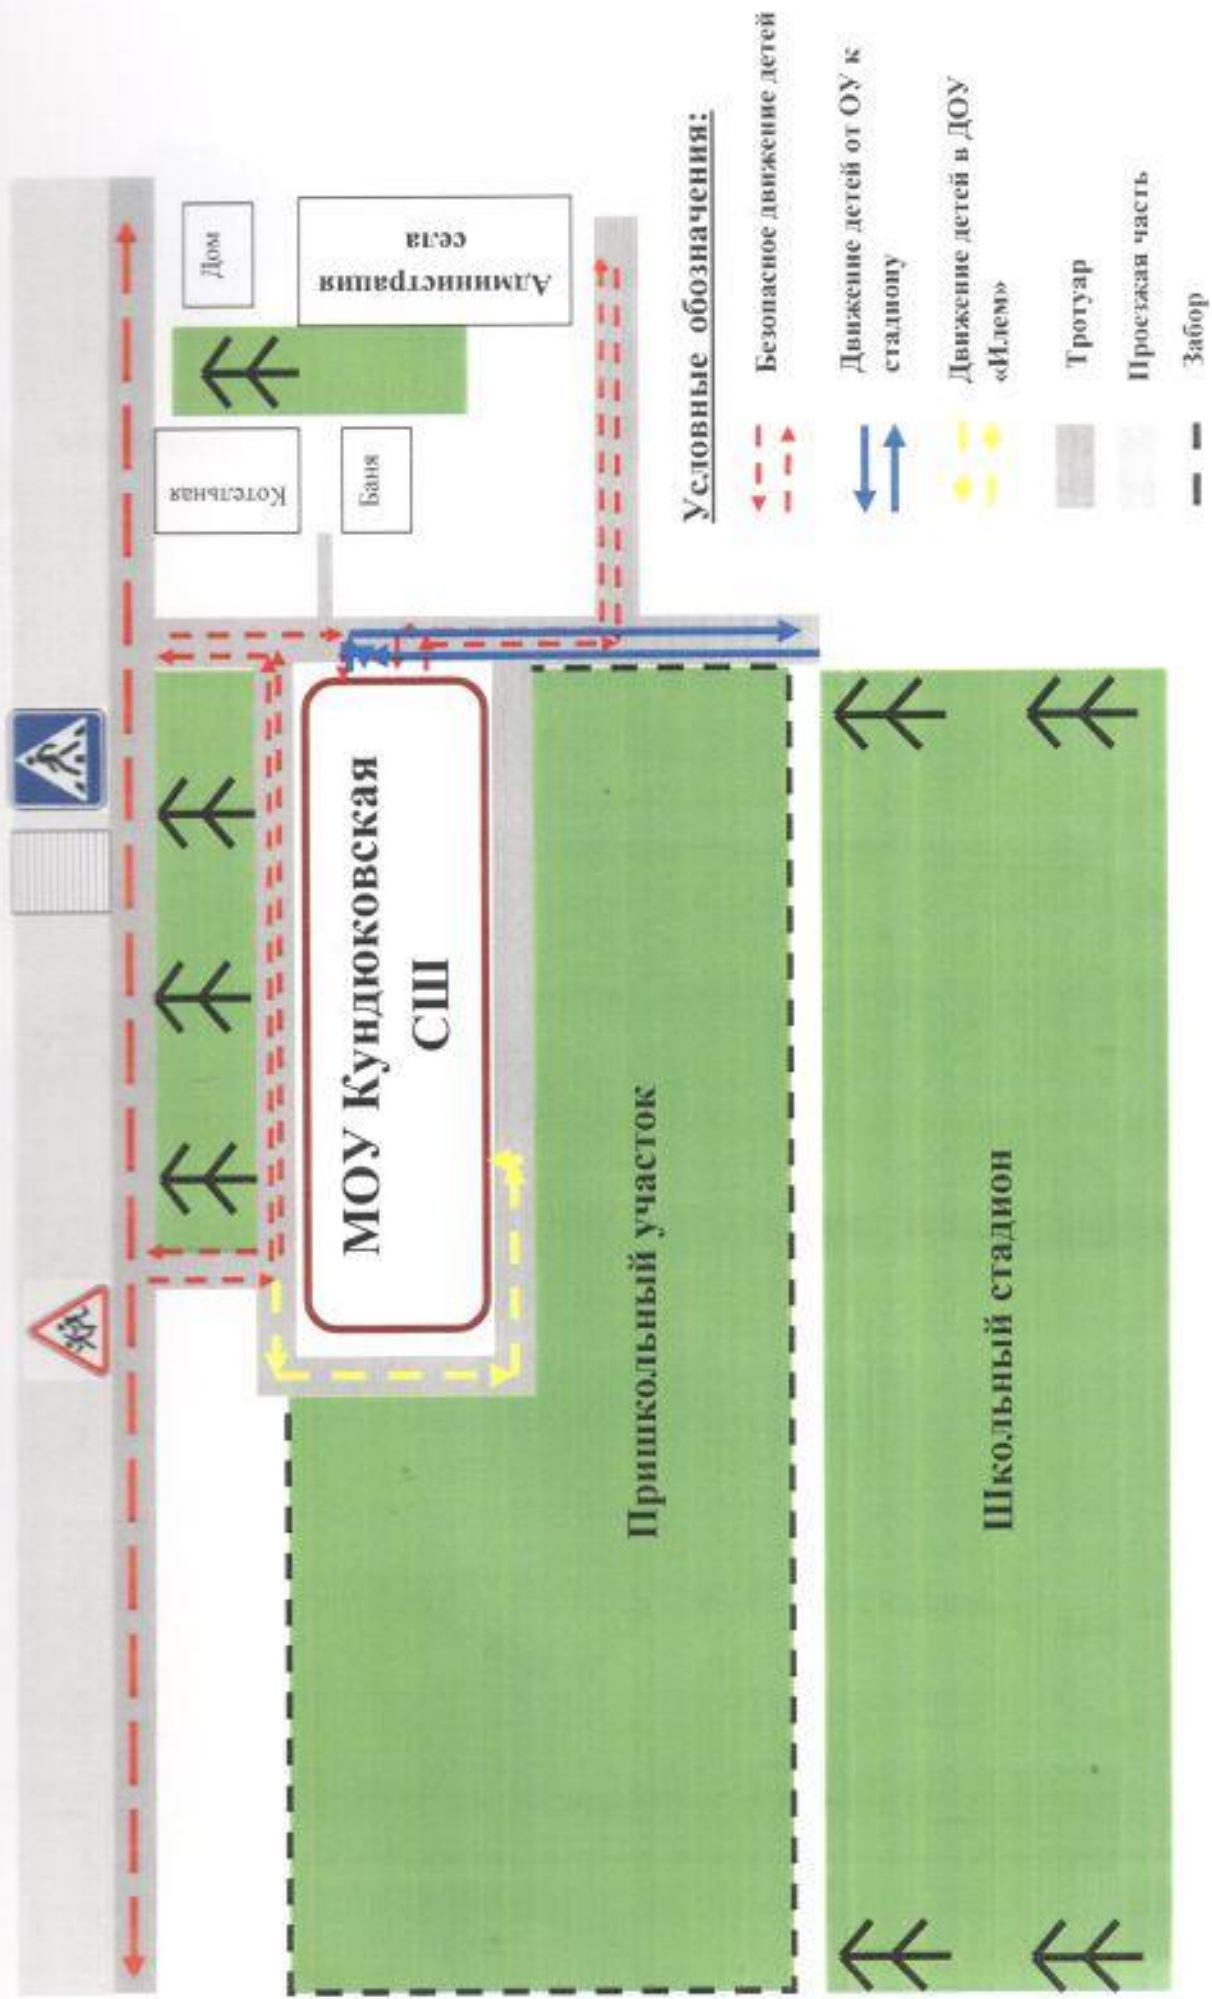 МОУ Кундюковская
СШ
Пришкольный участок
Школьный стадион
Котельная
Баня
Дом
Администрация
села
Условные обозначения:
Безопасное движение детей
Движение детей от ОУ к
стадиону
Движение детей в ДОУ
«Илем»
Тротуар
Проезжая часть
Забор